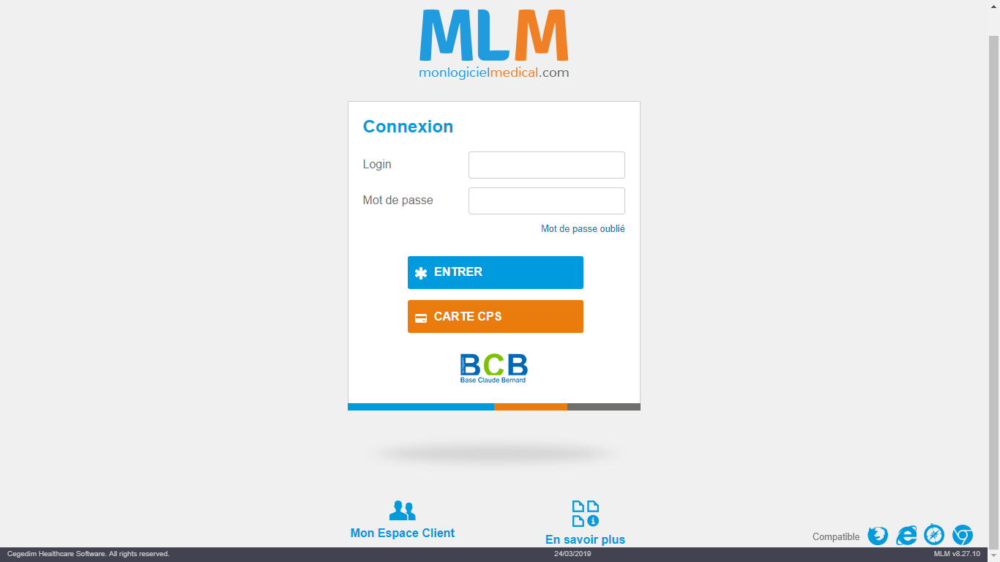 MLM
monlogicielmedical.com
Connexion
Login
Mot de passe
Mot de passe oublié
ENTRER
CARTE CPS
BCB
Base Claude Bernard
Mon Espace Client
En savoir plus
Compatible
Cegedim Healthcare Software. All rights reserved.
24/03/2019
MLM v8.27.10